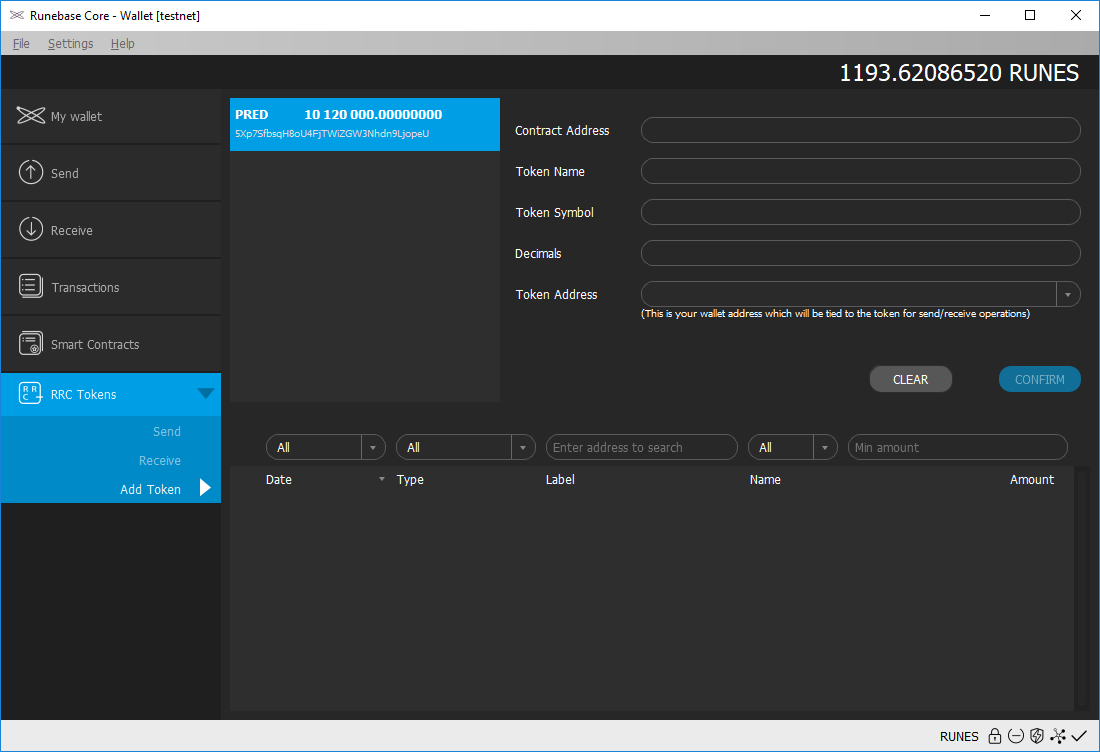 Runebase Core - Wallet [testnet]
File Settings Help
1193.62086520 RUNES
My wallet
Send
Receive
Transactions
Smart Contracts
RRC Tokens
Send
Receive
Add Token
PRED 10 120 000.00000000
5Xp7SfbsqH8oU4FjTWiZGW3Nhdn9LjopeU
Contract Address
Token Name
Token Symbol
Decimals
Token Address
(This is your wallet address which will be tied to the token for send/receive operations)
CLEAR CONFIRM
All All Enter address to search All Min amount
Date Type Label Name Amount
RUNES